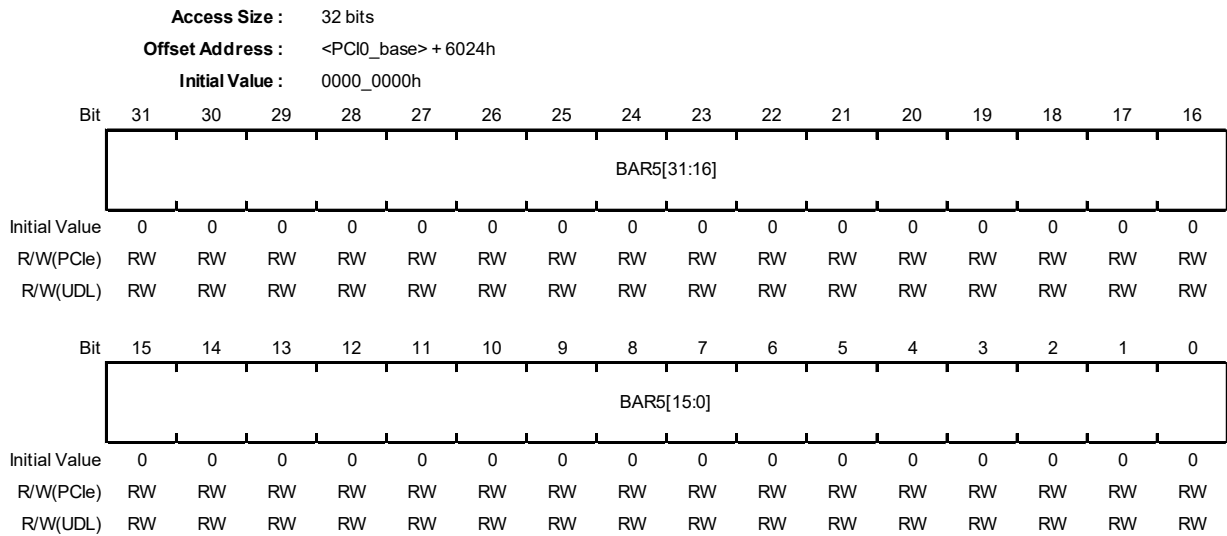 Access Size : 32 bits
Offset Address : <PCI0_base> + 6024h
Initial Value : 0000_0000h
Bit 31 30 29 28 27 26 25 24 23 22 21 20 19 18 17 16
BAR5[31:16]
Initial Value 0 0 0 0 0 0 0 0 0 0 0 0 0 0 0 0
R/W(PCIe) RW RW RW RW RW RW RW RW RW RW RW RW RW RW RW RW
R/W(UDL) RW RW RW RW RW RW RW RW RW RW RW RW RW RW RW RW
Bit 15 14 13 12 11 10 9 8 7 6 5 4 3 2 1 0
BAR5[15:0]
Initial Value 0 0 0 0 0 0 0 0 0 0 0 0 0 0 0 0
R/W(PCIe) RW RW RW RW RW RW RW RW RW RW RW RW RW RW RW RW
R/W(UDL) RW RW RW RW RW RW RW RW RW RW RW RW RW RW RW RW